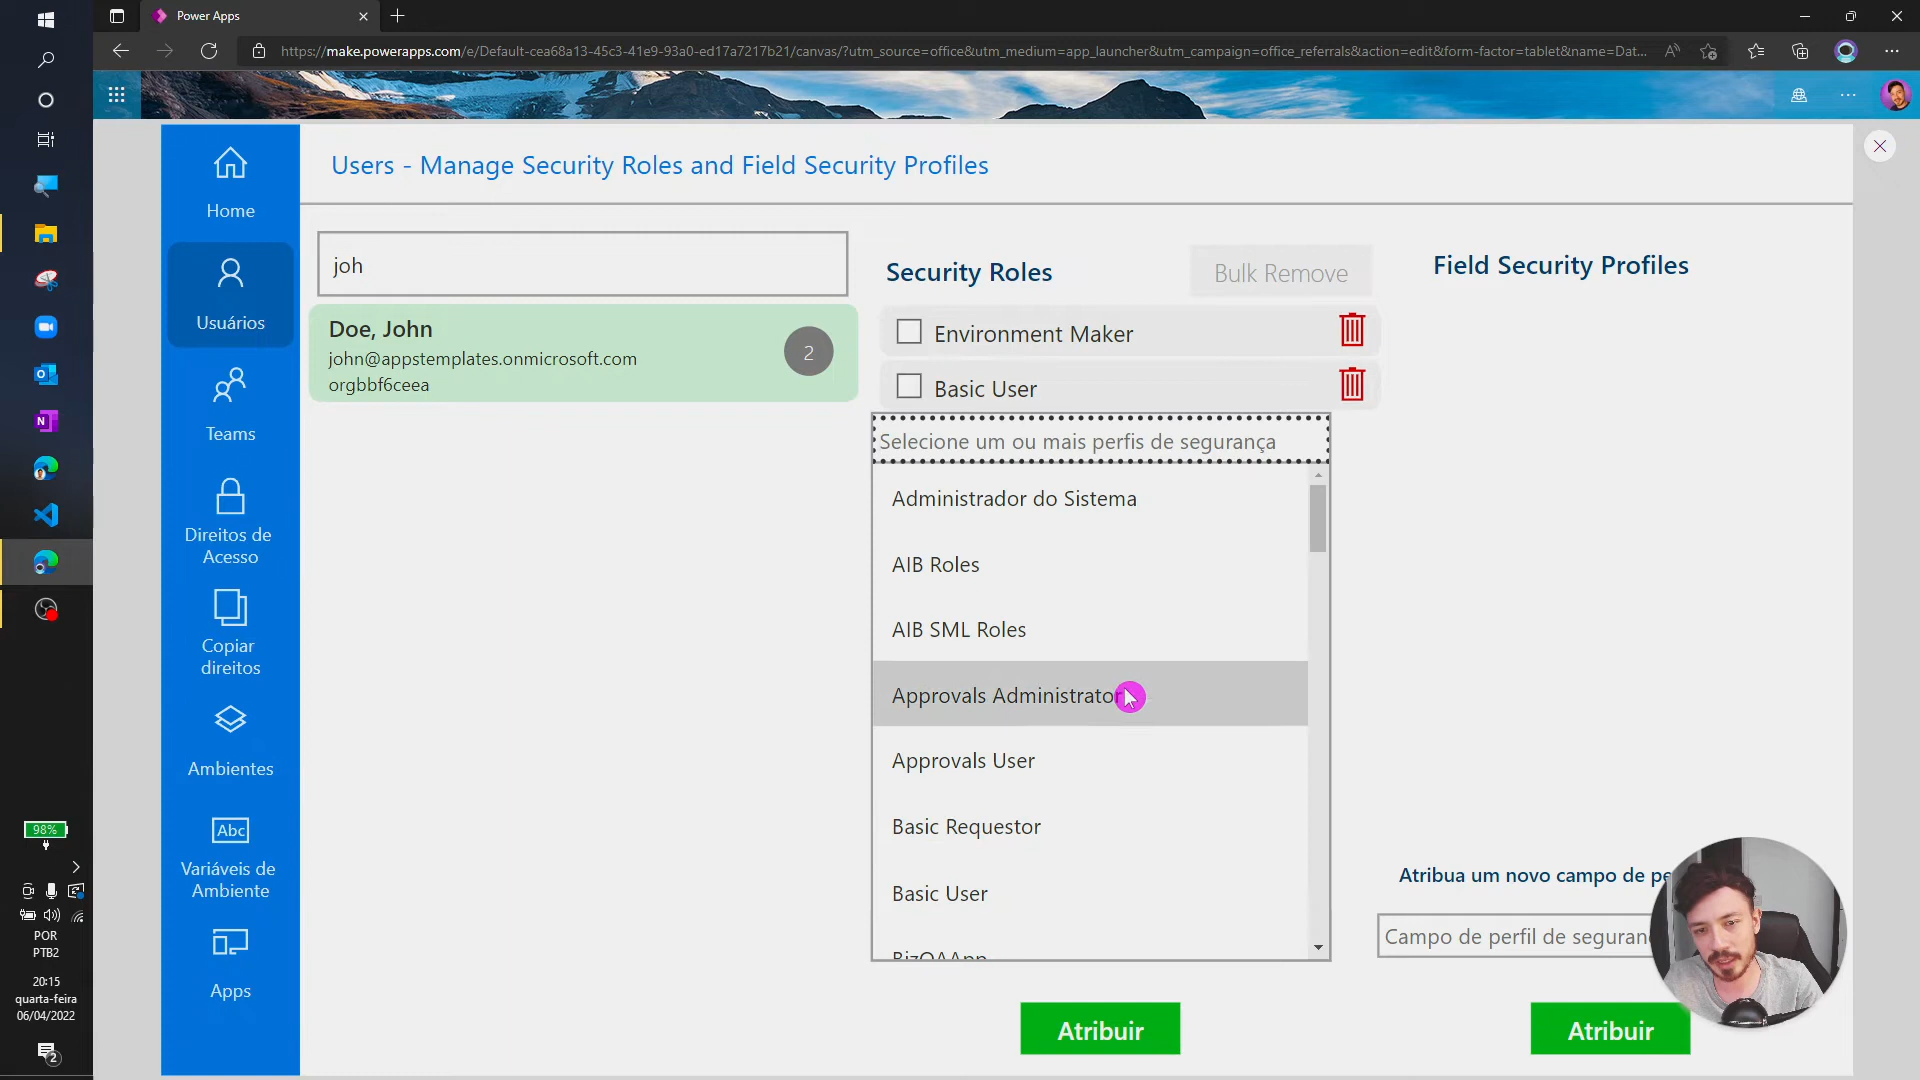 Power Apps
https://make.powerapps.com/e/Default-cea68a13-45c3-41e9-93a0-ed17a7217b21/canvas/?utm_source=office&utm_medium=app_launcher&utm_campaign=office_referrals&action=edit&form-factor=tablet&name=Dat...
Users - Manage Security Roles and Field Security Profiles
Home
Usuários
Teams
Direitos de
Acesso
Copiar
direitos
Ambientes
Abc
Variáveis de
Ambiente
Apps
joh
Doe, John
john@appstemplates.onmicrosoft.com
orgbbf6ceea
2
Security Roles
Bulk Remove
Environment Maker
Basic User
Selecione um ou mais perfis de segurança
Administrador do Sistema
AIB Roles
AIB SML Roles
Approvals Administrator
Approvals User
Basic Requestor
Basic User
BizQAApp
Atribuir
Field Security Profiles
Atribua um novo campo de pe
Campo de perfil de seguran
Atribuir
98%
POR
PTB2
20:15
quarta-feira
06/04/2022
2